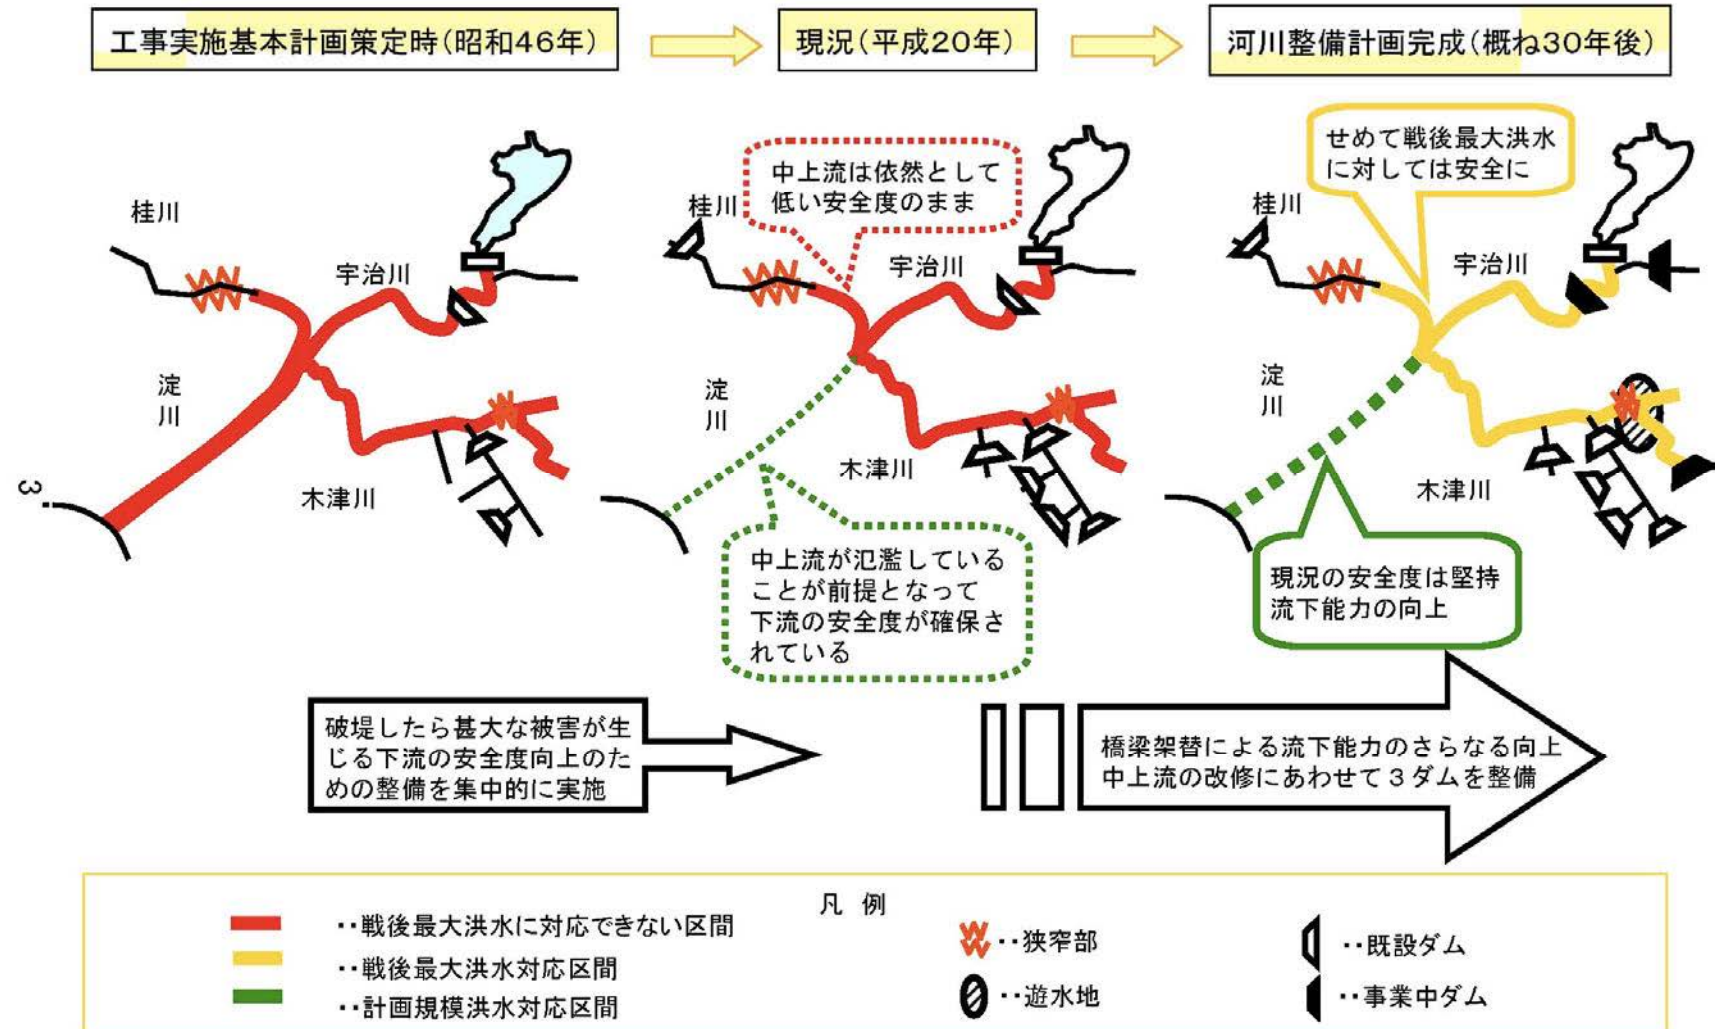 工事実施基本計画策定時(昭和46年)
現況(平成20年)
河川整備計画完成(概ね30年後)
桂川
宇治川
淀
川
木津川
3
中上流は依然として
低い安全度のまま
桂川
宇治川
淀
川
木津川
中上流が氾濫している
ことが前提となって
下流の安全度が確保さ
れている
せめて戦後最大洪水
に対しては安全に
桂川
宇治川
淀
川
木津川
現況の安全度は堅持
流下能力の向上
破堤したら甚大な被害が生
じる下流の安全度向上のた
めの整備を集中的に実施
橋梁架替による流下能力のさらなる向上
中上流の改修にあわせて3ダムを整備
凡 例
‥戦後最大洪水に対応できない区間
‥戦後最大洪水対応区間
‥計画規模洪水対応区間
‥狭窄部
‥遊水地
‥既設ダム
‥事業中ダム